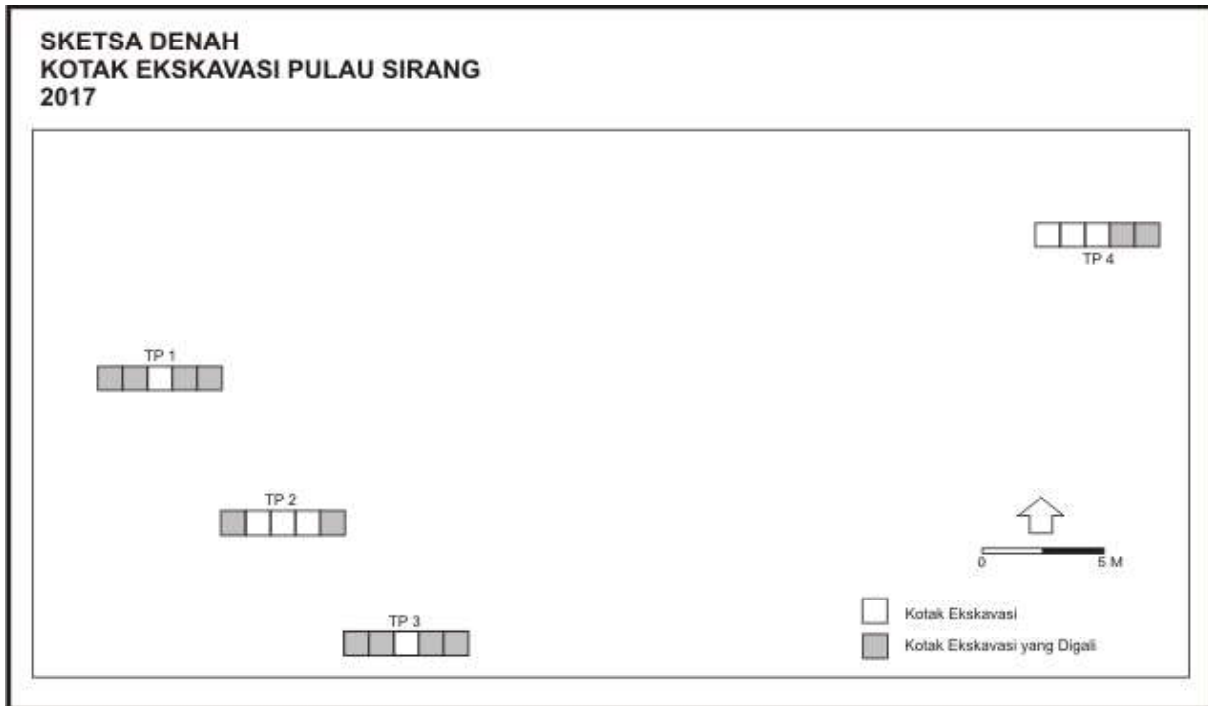 SKETSA DENAH
KOTAK EKSKAVASI PULAU SIRANG
2017
TP 4
TP 1
TP 2
TP 3
0 5 M
Kotak Ekskavasi
Kotak Ekskavasi yang Digali